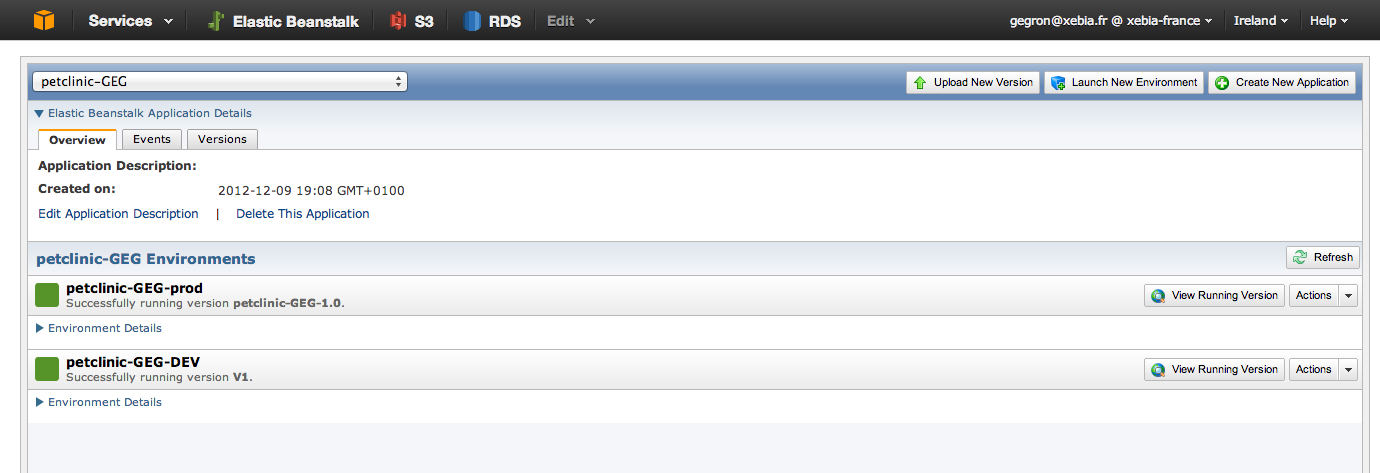 Services Elastic Beanstalk S3 RDS Edit gegron@xebia.fr @ xebia-france Ireland Help
petclinic-GEG Upload New Version Launch New Environment Create New Application
Elastic Beanstalk Application Details
Overview Events Versions
Application Description:
Created on: 2012-12-09 19:08 GMT+0100
Edit Application Description | Delete This Application
petclinic-GEG Environments Refresh
petclinic-GEG-prod
Successfully running version petclinic-GEG-1.0.
View Running Version Actions
Environment Details
petclinic-GEG-DEV
Successfully running version V1.
View Running Version Actions
Environment Details